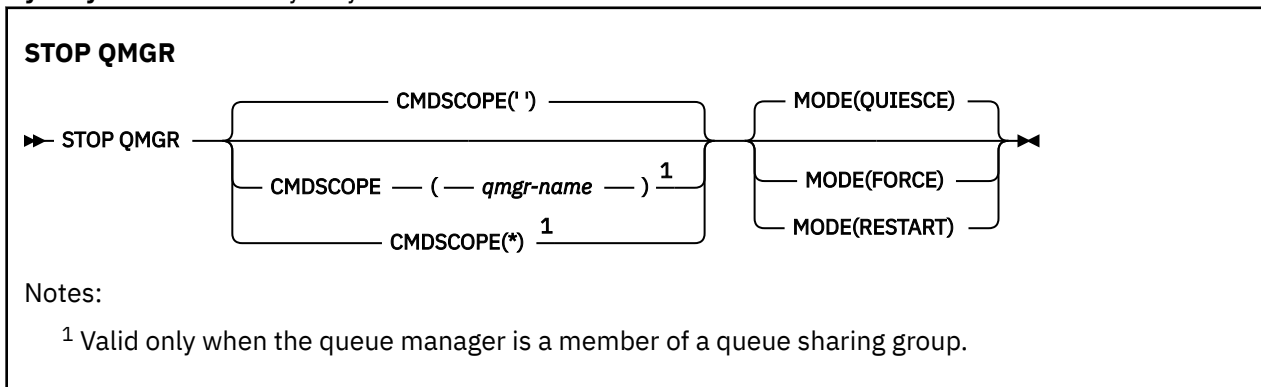 STOP QMGR
CMDSCOPE(' ')
MODE(QUIESCE)
STOP QMGR
CMDSCOPE ( qmgr-name ) 1
MODE(FORCE)
CMDSCOPE(*) 1
MODE(RESTART)
Notes:
1 Valid only when the queue manager is a member of a queue sharing group.